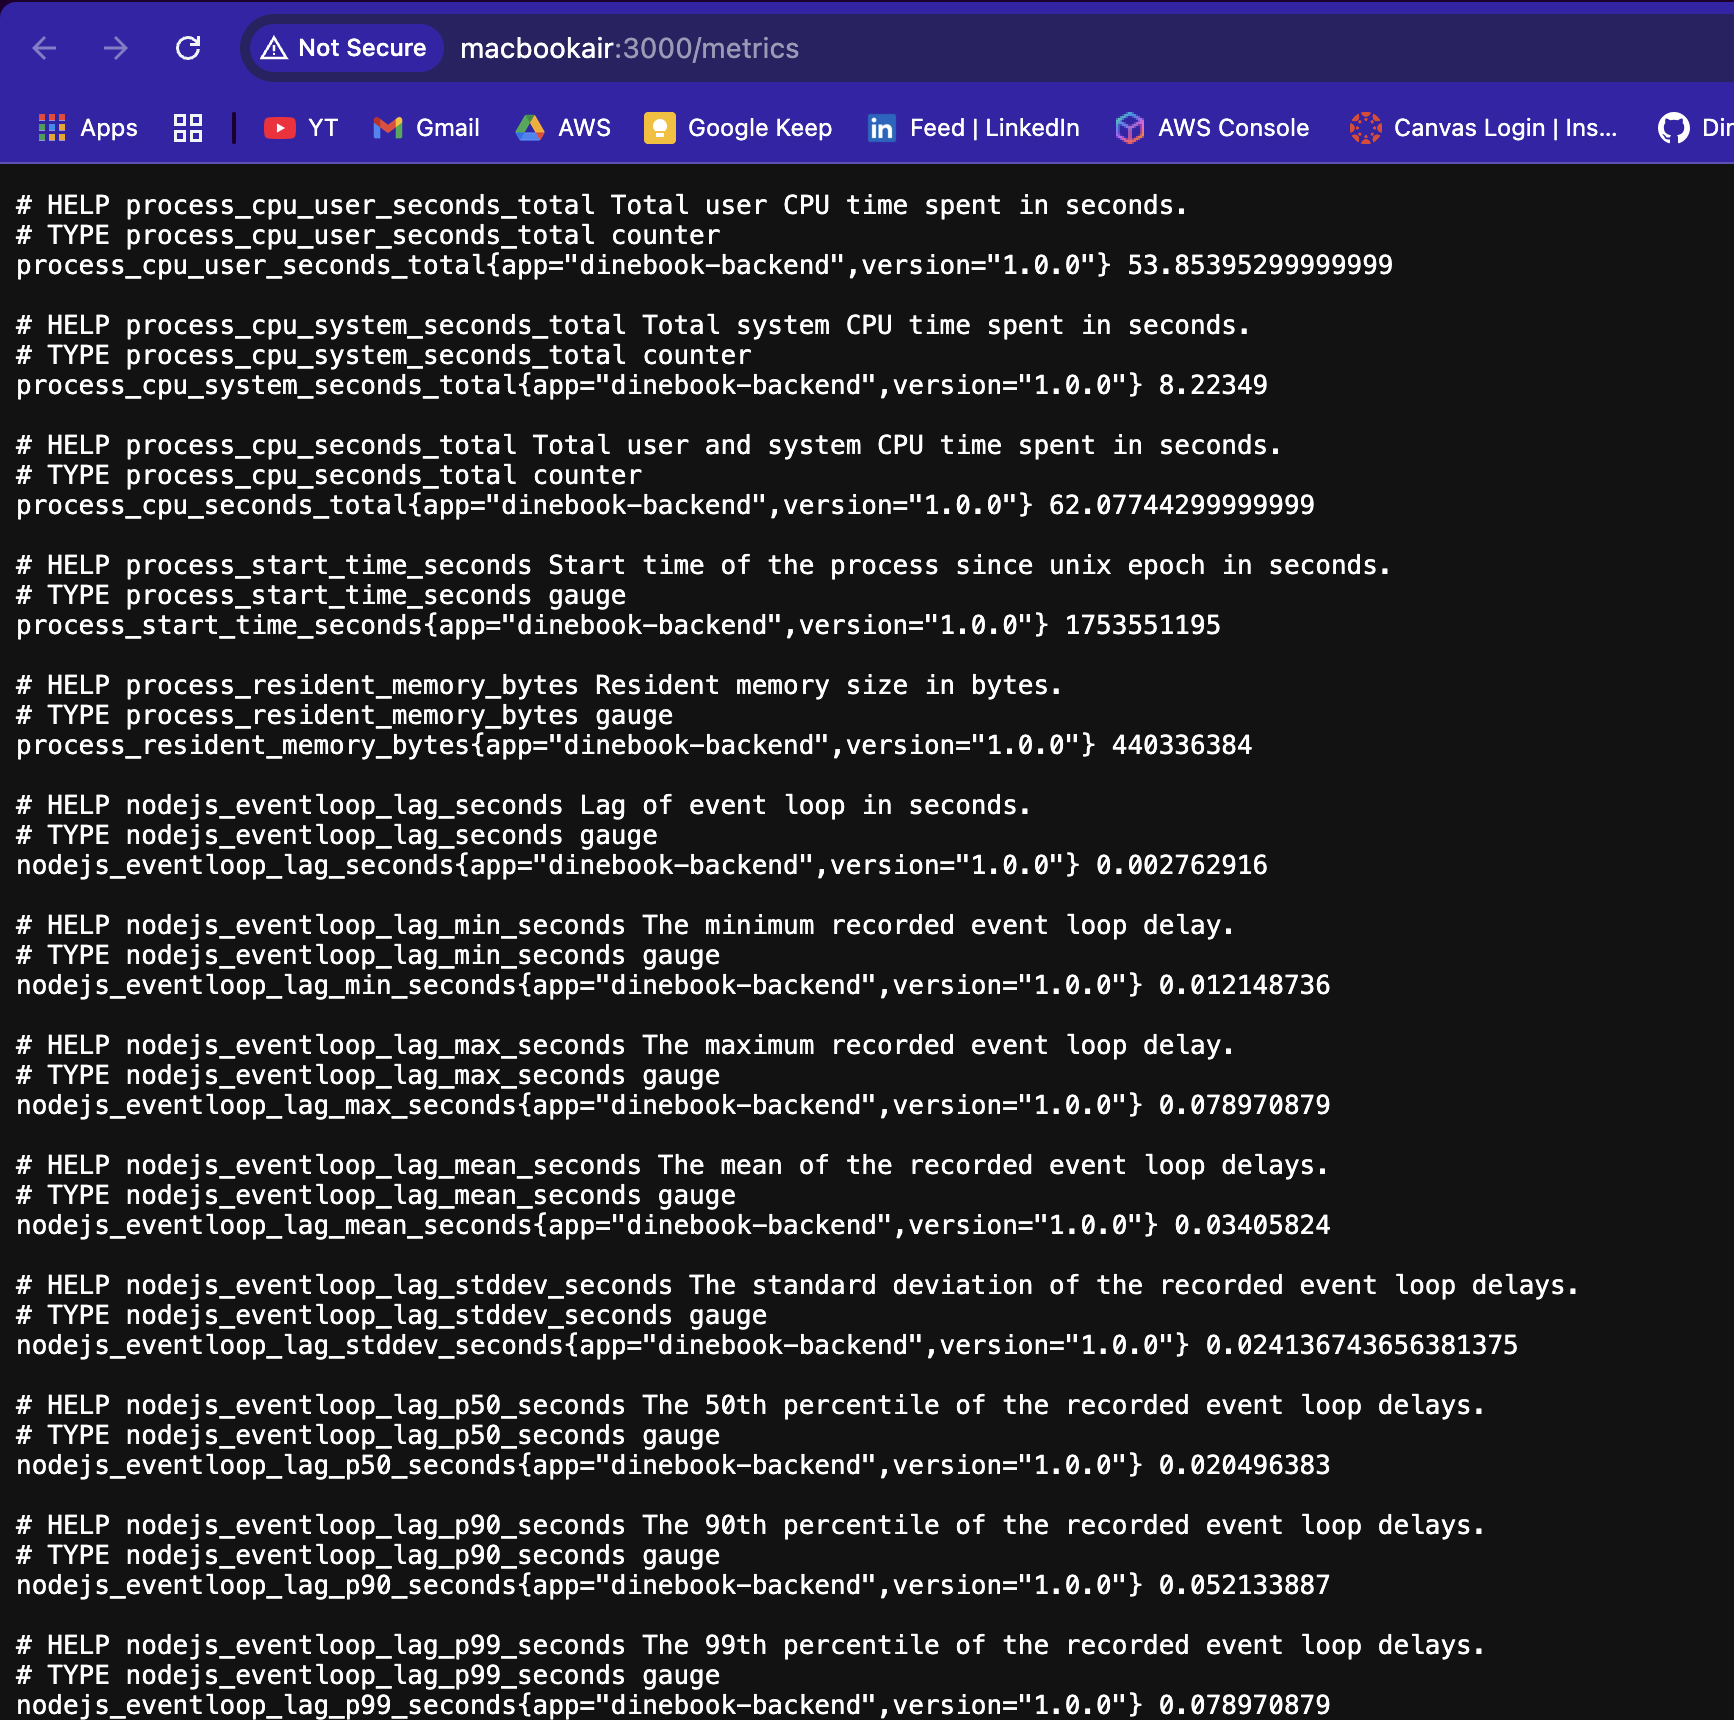 Not Secure macbookair:3000/metrics
Apps YT Gmail AWS Google Keep Feed | LinkedIn AWS Console Canvas Login | Ins... Dir
# HELP process_cpu_user_seconds_total Total user CPU time spent in seconds.
# TYPE process_cpu_user_seconds_total counter
process_cpu_user_seconds_total{app="dinebook-backend",version="1.0.0"} 53.85395299999999
# HELP process_cpu_system_seconds_total Total system CPU time spent in seconds.
# TYPE process_cpu_system_seconds_total counter
process_cpu_system_seconds_total{app="dinebook-backend",version="1.0.0"} 8.22349
# HELP process_cpu_seconds_total Total user and system CPU time spent in seconds.
# TYPE process_cpu_seconds_total counter
process_cpu_seconds_total{app="dinebook-backend",version="1.0.0"} 62.07744299999999
# HELP process_start_time_seconds Start time of the process since unix epoch in seconds.
# TYPE process_start_time_seconds gauge
process_start_time_seconds{app="dinebook-backend",version="1.0.0"} 1753551195
# HELP process_resident_memory_bytes Resident memory size in bytes.
# TYPE process_resident_memory_bytes gauge
process_resident_memory_bytes{app="dinebook-backend",version="1.0.0"} 440336384
# HELP nodejs_eventloop_lag_seconds Lag of event loop in seconds.
# TYPE nodejs_eventloop_lag_seconds gauge
nodejs_eventloop_lag_seconds{app="dinebook-backend",version="1.0.0"} 0.002762916
# HELP nodejs_eventloop_lag_min_seconds The minimum recorded event loop delay.
# TYPE nodejs_eventloop_lag_min_seconds gauge
nodejs_eventloop_lag_min_seconds{app="dinebook-backend",version="1.0.0"} 0.012148736
# HELP nodejs_eventloop_lag_max_seconds The maximum recorded event loop delay.
# TYPE nodejs_eventloop_lag_max_seconds gauge
nodejs_eventloop_lag_max_seconds{app="dinebook-backend",version="1.0.0"} 0.078970879
# HELP nodejs_eventloop_lag_mean_seconds The mean of the recorded event loop delays.
# TYPE nodejs_eventloop_lag_mean_seconds gauge
nodejs_eventloop_lag_mean_seconds{app="dinebook-backend",version="1.0.0"} 0.03405824
# HELP nodejs_eventloop_lag_stddev_seconds The standard deviation of the recorded event loop delays.
# TYPE nodejs_eventloop_lag_stddev_seconds gauge
nodejs_eventloop_lag_stddev_seconds{app="dinebook-backend",version="1.0.0"} 0.024136743656381375
# HELP nodejs_eventloop_lag_p50_seconds The 50th percentile of the recorded event loop delays.
# TYPE nodejs_eventloop_lag_p50_seconds gauge
nodejs_eventloop_lag_p50_seconds{app="dinebook-backend",version="1.0.0"} 0.020496383
# HELP nodejs_eventloop_lag_p90_seconds The 90th percentile of the recorded event loop delays.
# TYPE nodejs_eventloop_lag_p90_seconds gauge
nodejs_eventloop_lag_p90_seconds{app="dinebook-backend",version="1.0.0"} 0.052133887
# HELP nodejs_eventloop_lag_p99_seconds The 99th percentile of the recorded event loop delays.
# TYPE nodejs_eventloop_lag_p99_seconds gauge
nodejs_eventloop_lag_p99_seconds{app="dinebook-backend",version="1.0.0"} 0.078970879